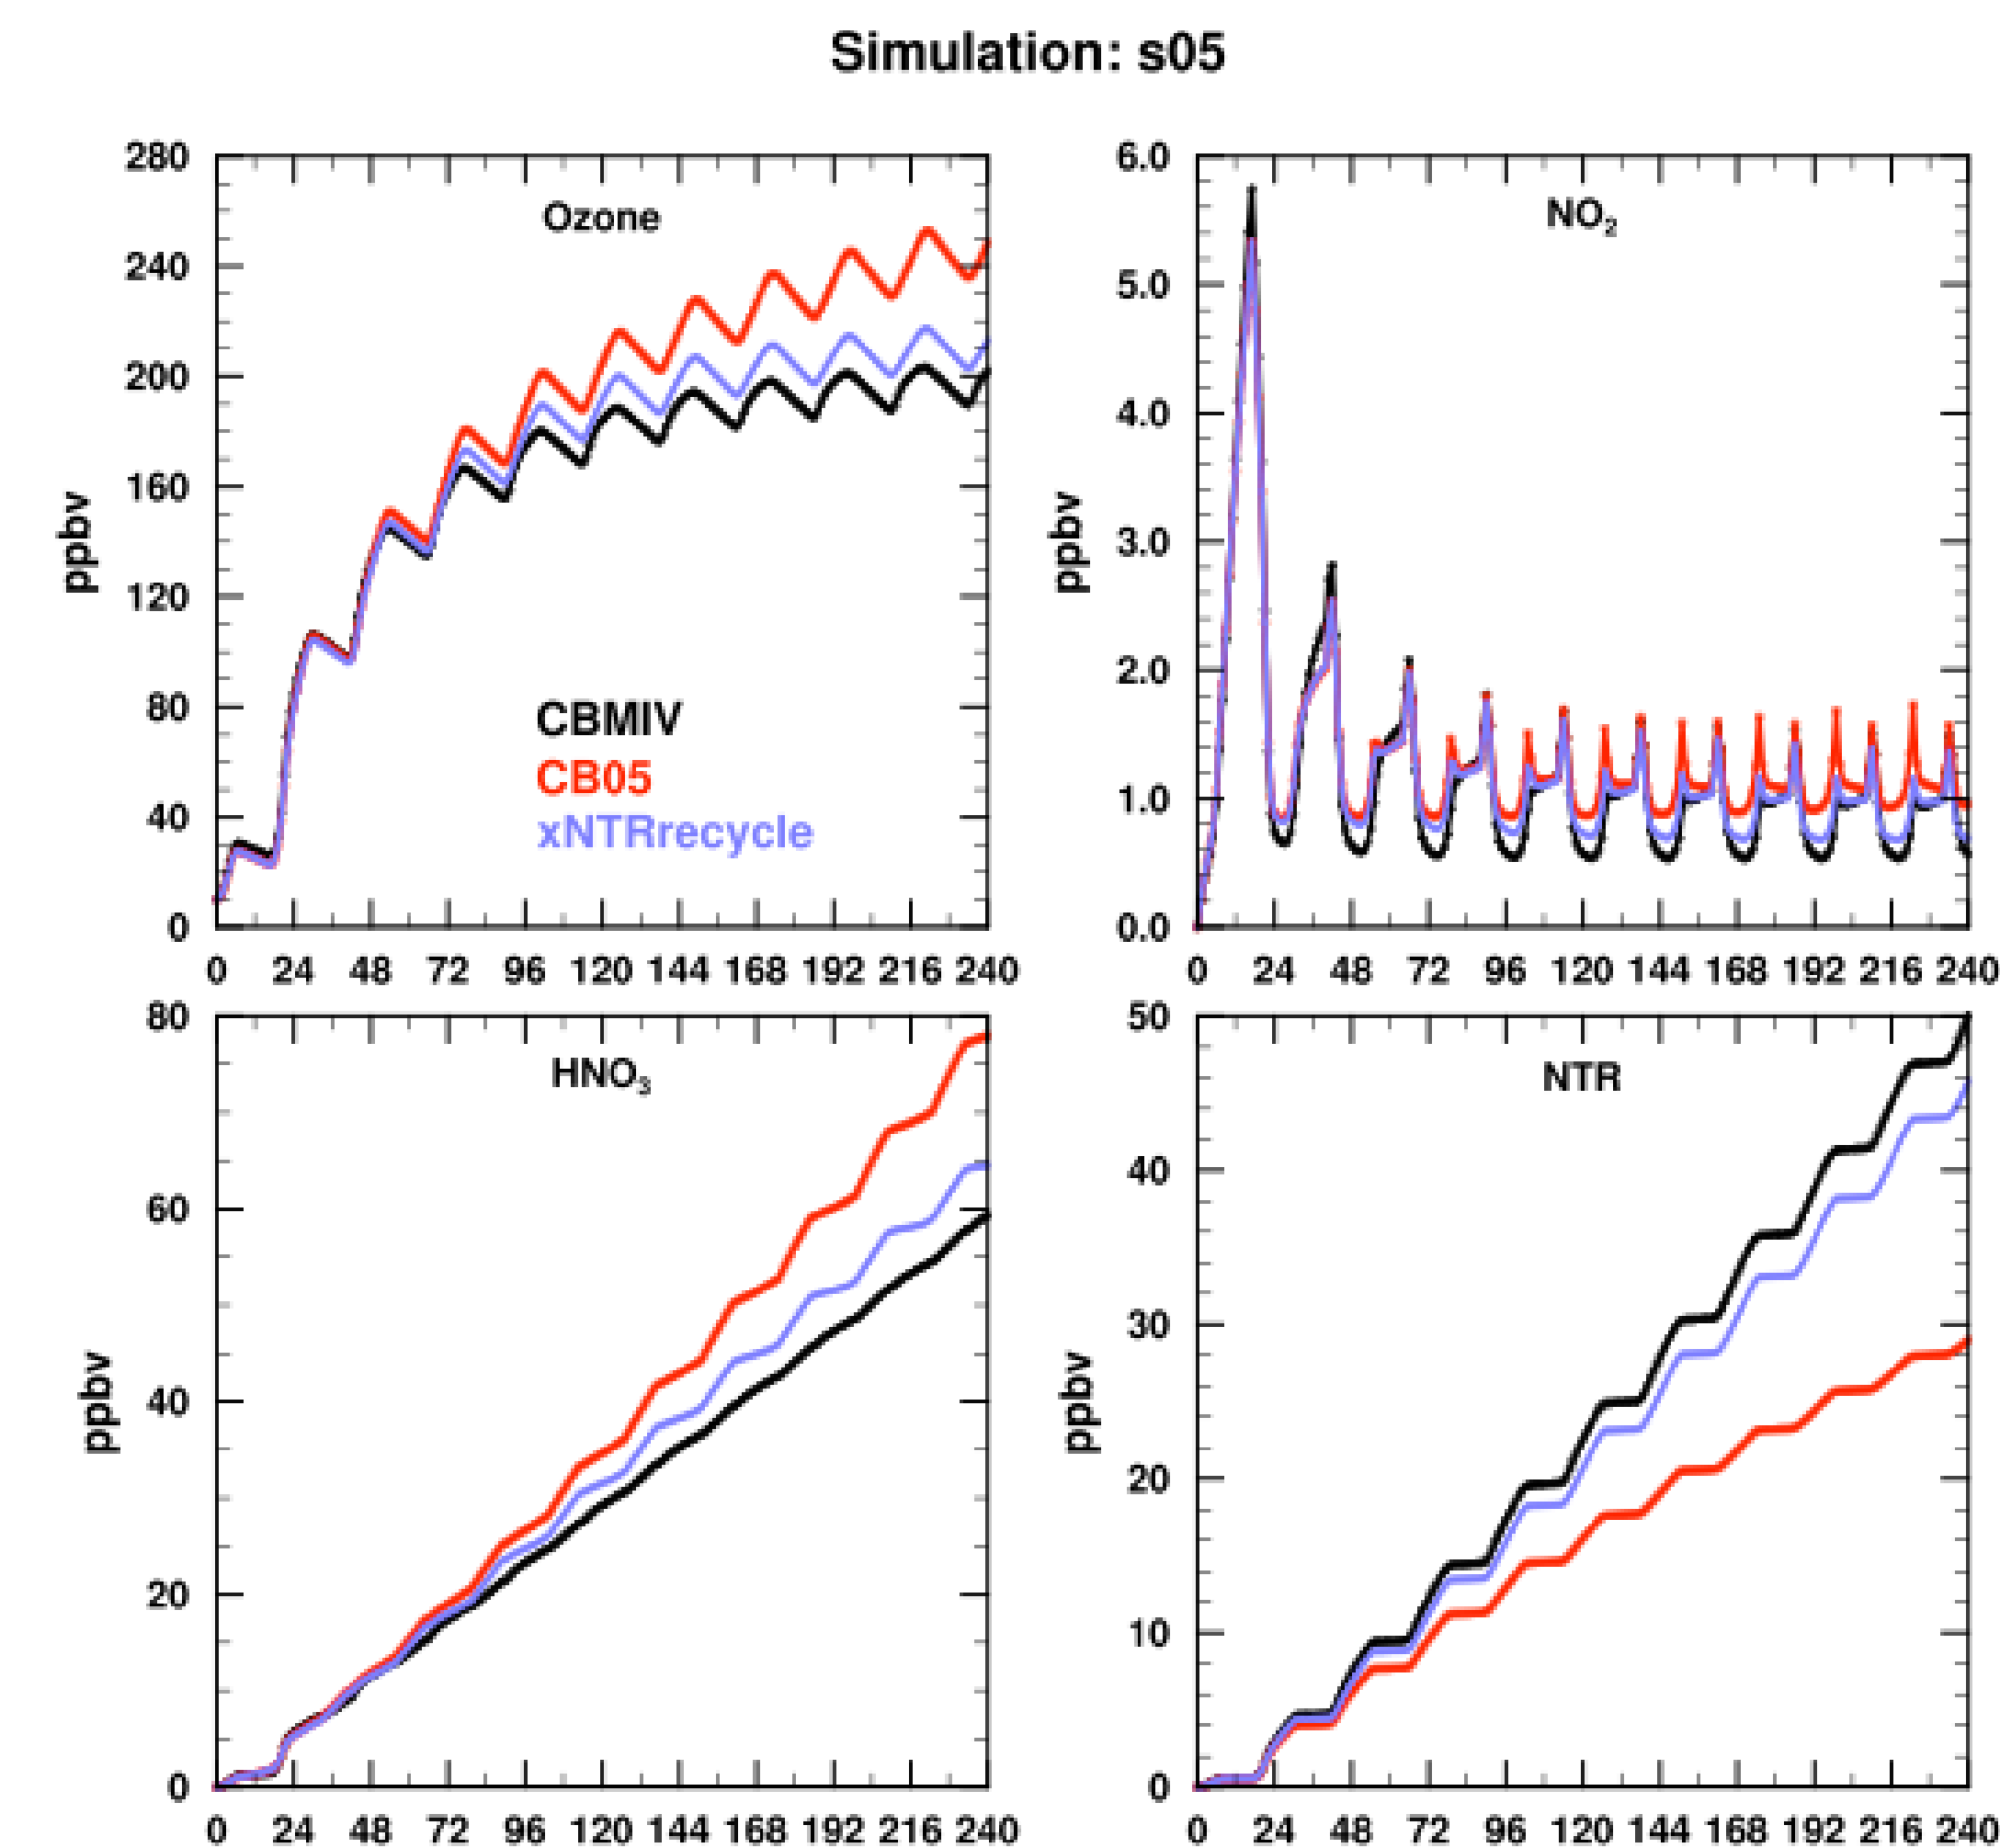 Simulation: s05
280
240
200
160
120
80
40
0
ppbv
Ozone
CBMIV
CB05
xNTRrecycle
0 24 48 72 96 120 144 168 192 216 240
6.0
5.0
4.0
3.0
2.0
1.0
0.0
ppbv
NO₂
0 24 48 72 96 120 144 168 192 216 240
80
60
40
20
0
ppbv
HNO₃
0 24 48 72 96 120 144 168 192 216 240
50
40
30
20
10
0
ppbv
NTR
0 24 48 72 96 120 144 168 192 216 240